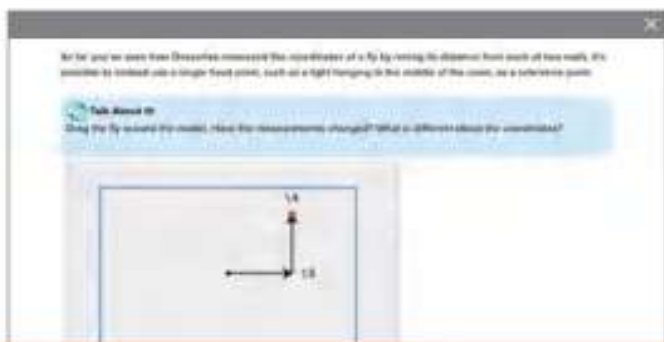 So far you've seen how Descartes measured the coordinates of a fly by noting its distance from each of two walls. It's
possible to instead use a single fixed point, such as a light hanging in the middle of the room, as a reference point.
Talk About It!
Drag the fly around the model. Have the measurements changed? What is different about the coordinates?